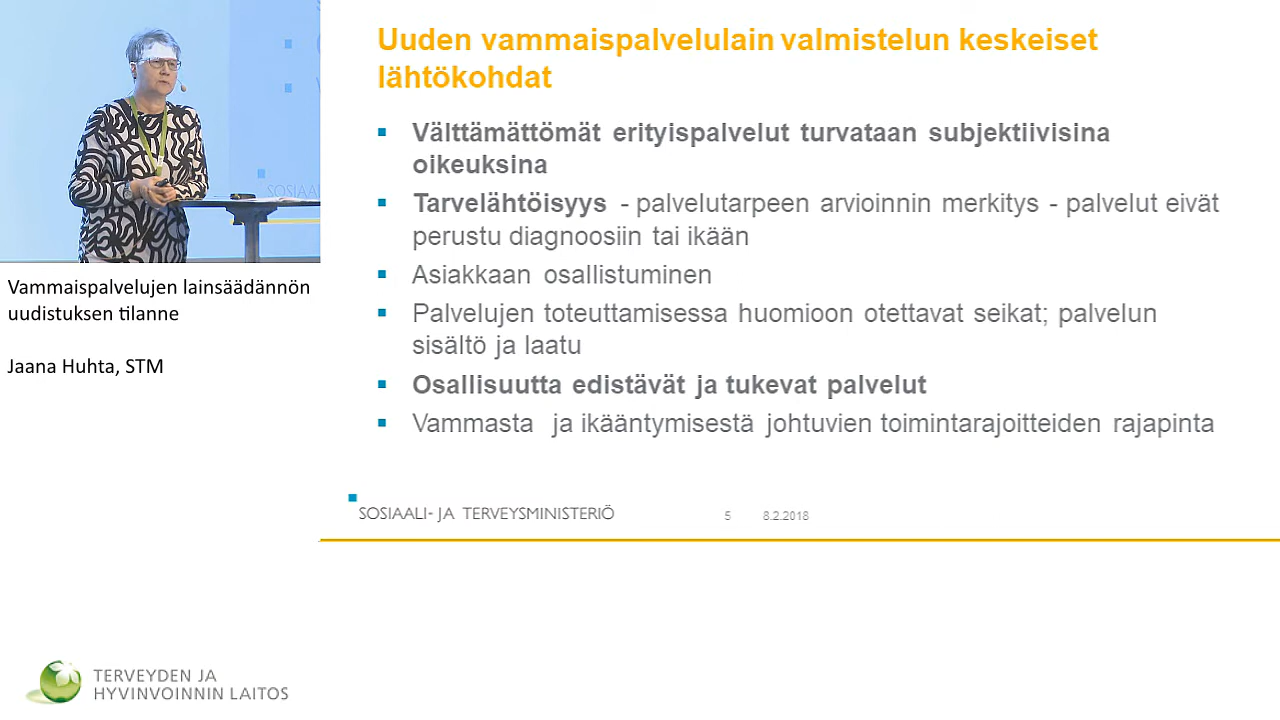 Uuden vammaispalvelulain valmistelun keskeiset
lähtökohdat
Välttämättömät erityispalvelut turvataan subjektiivisina
oikeuksina
Tarvelähtöisyys - palvelutarpeen arvioinnin merkitys - palvelut eivät
perustu diagnoosiin tai ikään
Asiakkaan osallistuminen
Palvelujen toteuttamisessa huomioon otettavat seikat; palvelun
sisältö ja laatu
Osallisuutta edistävät ja tukevat palvelut
Vammasta ja ikääntymisestä johtuvien toimintarajoitteiden rajapinta
SOSIAALI- JA TERVEYSMINISTERIÖ
5
8.2.2018
SOSIAAL
Vammaispalvelujen lainsäädännön
uudistuksen tilanne
Jaana Huhta, STM
TERVEYDEN JA
HYVINVOINNIN LAITOS